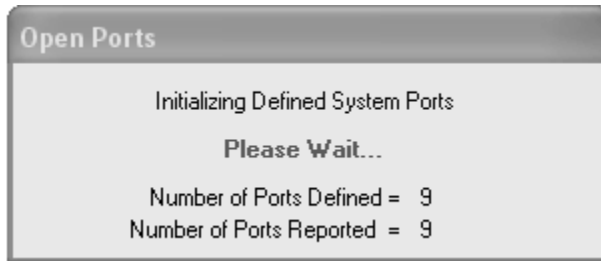 Open Ports
Initializing Defined System Ports
Please Wait...
Number of Ports Defined = 9
Number of Ports Reported = 9